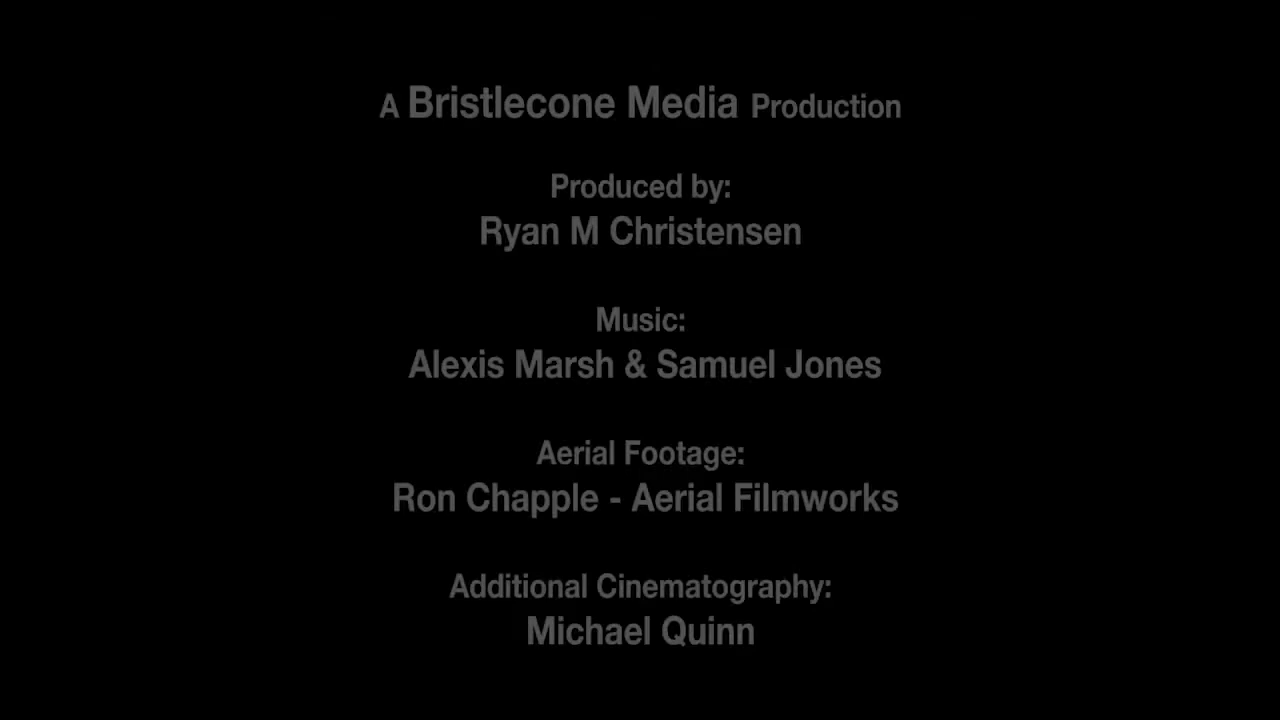 A Bristlecone Media Production
Produced by:
Ryan M Christensen
Music:
Alexis Marsh & Samuel Jones
Aerial Footage:
Ron Chapple - Aerial Filmworks
Additional Cinematography:
Michael Quinn